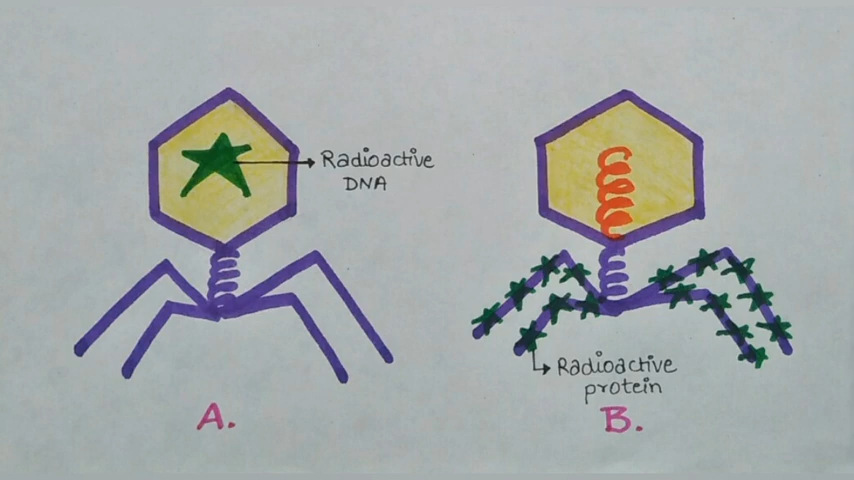 Radioactive
DNA
Radioactive
protein
A.
B.